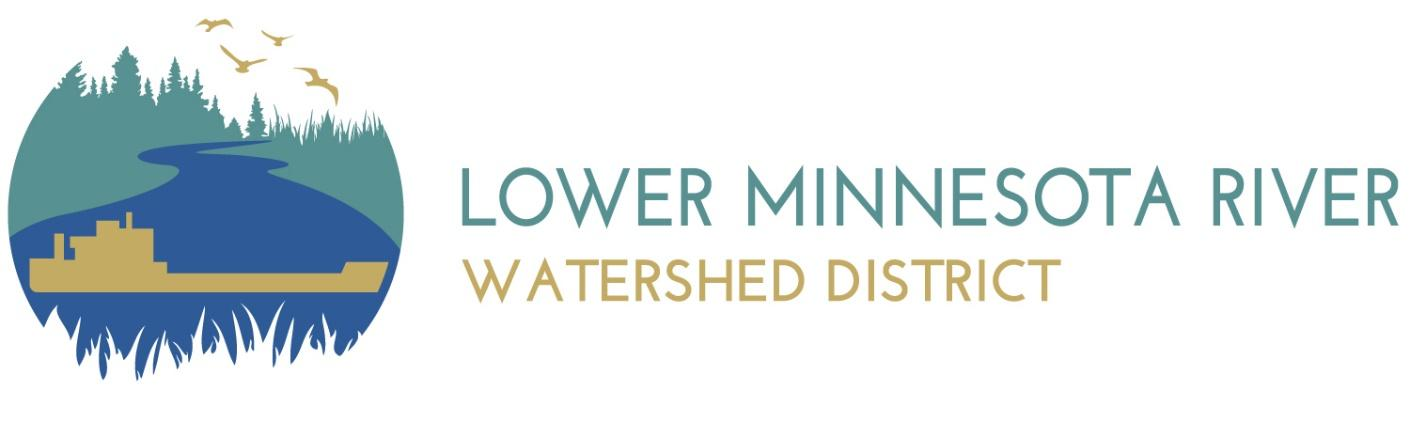 LOWER MINNESOTA RIVER
WATERSHED DISTRICT